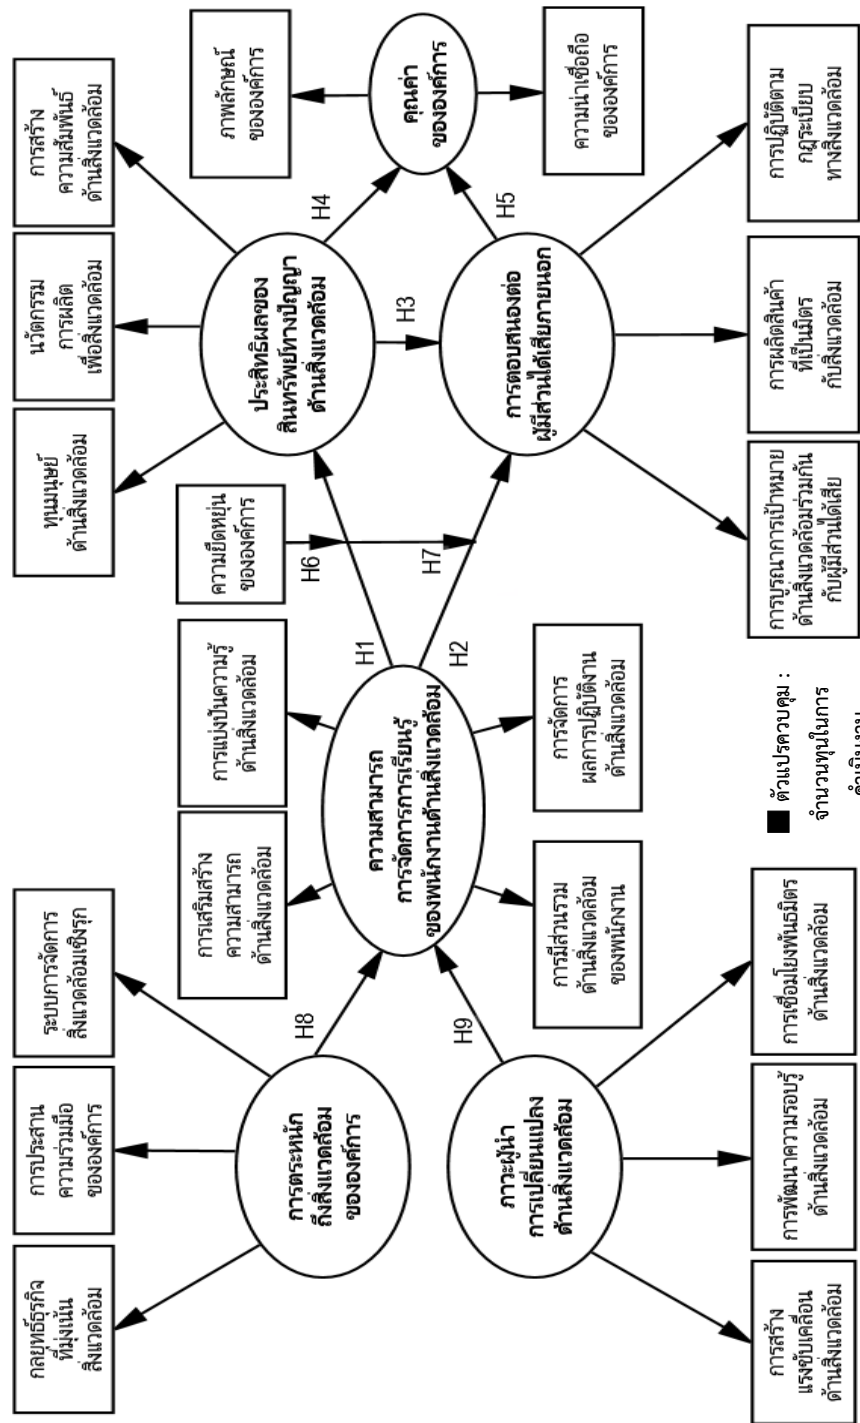 กลยุทธ์ธุรกิจ
ที่มุ่งเน้น
สิ่งแวดล้อม
การประสาน
ความร่วมมือ
ขององค์การ
ระบบการจัดการ
สิ่งแวดล้อมเชิงรุก
การตระหนัก
ถึงสิ่งแวดล้อม
ขององค์การ
H8
ภาวะผู้นำ
การเปลี่ยนแปลง
ด้านสิ่งแวดล้อม
H9
การสร้าง
แรงขับเคลื่อน
ด้านสิ่งแวดล้อม
การพัฒนาความรอบรู้
ด้านสิ่งแวดล้อม
การเชื่อมโยงพันธมิตร
ด้านสิ่งแวดล้อม
การเสริมสร้าง
ความสามารถ
ด้านสิ่งแวดล้อม
การแบ่งปันความรู้
ด้านสิ่งแวดล้อม
ความสามารถ
การจัดการการเรียนรู้
ของพนักงานด้านสิ่งแวดล้อม
การมีส่วนรวม
ด้านสิ่งแวดล้อม
ของพนักงาน
การจัดการ
ผลการปฏิบัติงาน
ด้านสิ่งแวดล้อม
H1
H2
ความยืดหยุ่น
ขององค์การ
H6
H7
ทุนมนุษย์
ด้านสิ่งแวดล้อม
นวัตกรรม
การผลิต
เพื่อสิ่งแวดล้อม
การสร้าง
ความสัมพันธ์
ด้านสิ่งแวดล้อม
ประสิทธิผลของ
สินทรัพย์ทางปัญญา
ด้านสิ่งแวดล้อม
H3
H4
การตอบสนองต่อ
ผู้มีส่วนได้เสียภายนอก
H5
การบูรณาการเป้าหมาย
ด้านสิ่งแวดล้อมร่วมกัน
กับผู้มีส่วนได้เสีย
การผลิตสินค้า
ที่เป็นมิตร
กับสิ่งแวดล้อม
การปฏิบัติตาม
กฎระเบียบ
ทางสิ่งแวดล้อม
ภาพลักษณ์
ขององค์การ
คุณค่า
ขององค์การ
ความน่าเชื่อถือ
ขององค์การ
ตัวแปรควบคุม :
จำนวนทุนในการ